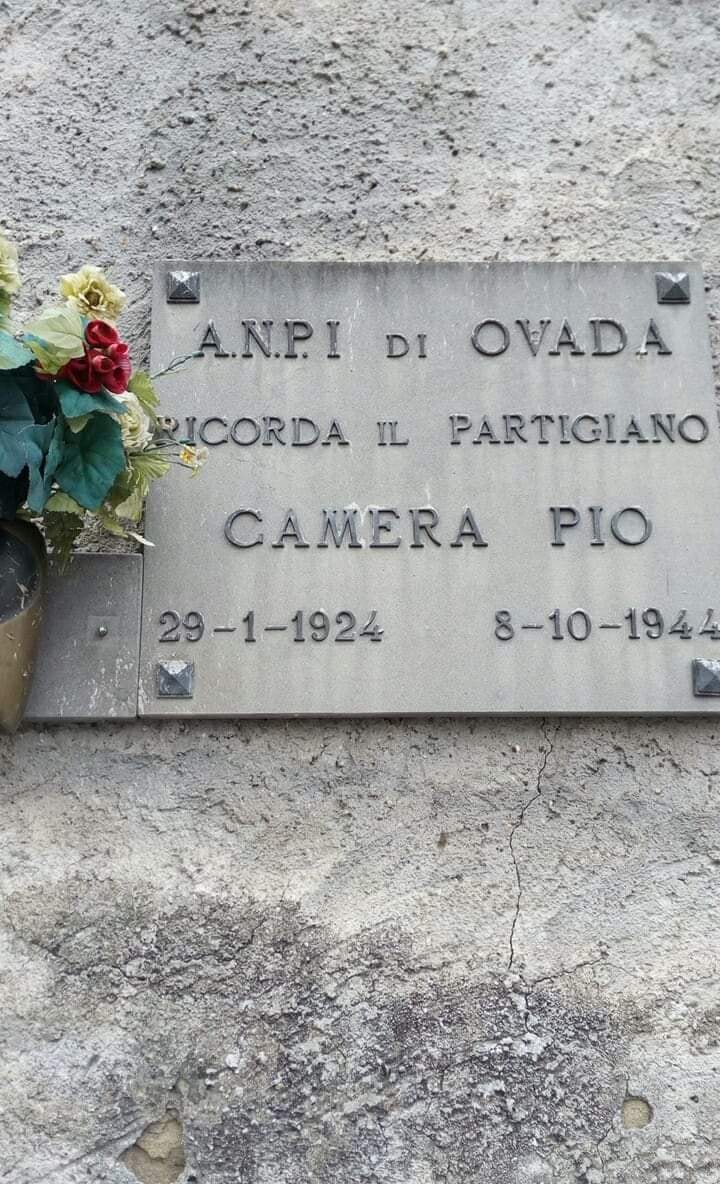 A.N.P.I DI OVADA
RICORDA IL PARTIGIANO
CAMERA PIO
29-1-1924 8-10-1944